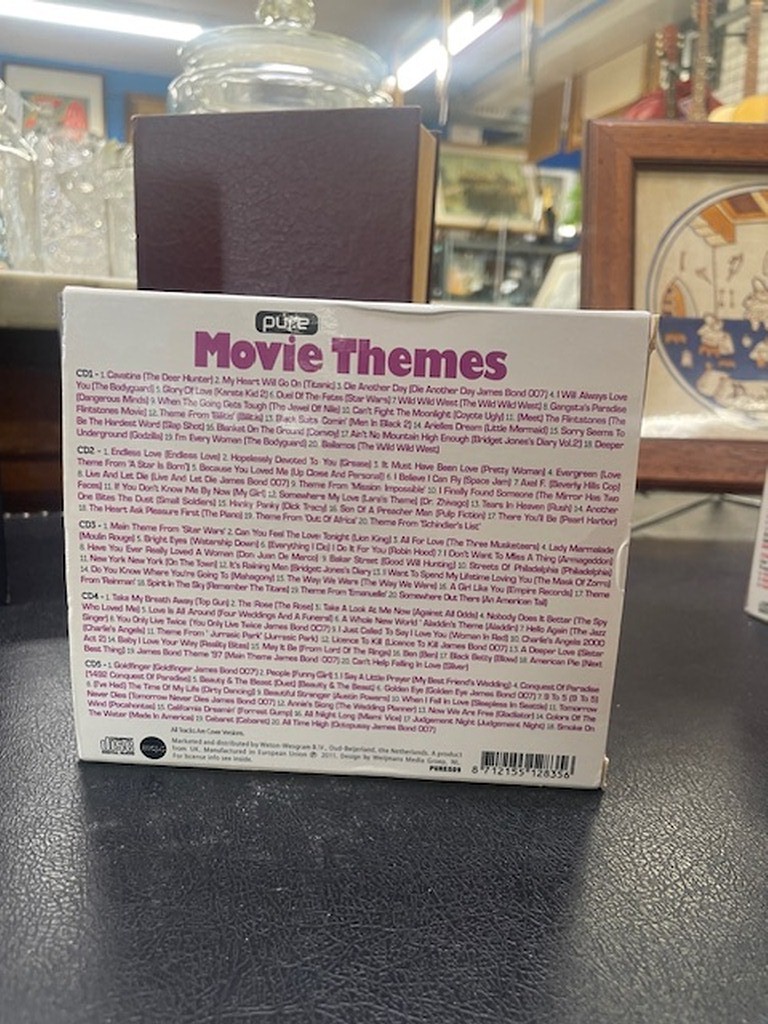 pure
Movie Themes
CD1 - 1. Cavatina (The Deer Hunter) 2. My Heart Will Go On (Titanic) 3. Die Another Day (Die Another Day James Bond 007) 4. I Will Always Love
You (The Bodyguard) 5. Glory Of Love (Karate Kid 2) 6. Duel Of The Fates (Star Wars) 7. Wild Wild West (The Wild Wild West) 8. Gangsta's Paradise
(Dangerous Minds) 9. When The Going Gets Tough (The Jewel Of Nile) 10. Can't Fight The Moonlight (Coyote Ugly) 11. (Meet) The Flintstones (The
Flintstones Movie) 12. Theme From 'Bilitis' (Bilitis) 13. Black Suits Comin' (Men In Black 2) 14. Arielles Dream (Little Mermaid) 15. Sorry Seems To
Be The Hardest Word (Slap Shot) 16. Blanket On The Ground (Convoy) 17. Ain't No Mountain High Enough (Bridget Jones's Diary Vol.2) 18. Deeper
Underground (Godzilla) 19. I'm Every Woman (The Bodyguard) 20. Bailamos (The Wild Wild West)
CD2 - 1. Endless Love (Endless Love) 2. Hopelessly Devoted To You (Grease) 3. It Must Have Been Love (Pretty Woman) 4. Evergreen (Love
Theme From 'A Star Is Born') 5. Because You Loved Me (Up Close And Personal) 6. I Believe I Can Fly (Space Jam) 7. Axel F. (Beverly Hills Cop)
8. Live And Let Die (Live And Let Die James Bond 007) 9. Theme From 'Mission Impossible' 10. I Finally Found Someone (The Mirror Has Two
Faces) 11. If You Don't Know Me By Now (My Girl) 12. Somewhere My Love (Lara's Theme) (Dr. Zhivago) 13. Tears In Heaven (Rush) 14. Another
One Bites The Dust (Small Soldiers) 15. Hanky Panky (Dick Tracy) 16. Son Of A Preacher Man (Pulp Fiction) 17. There You'll Be (Pearl Harbor)
18. The Heart Ask Pleasure First (The Piano) 19. Theme From 'Out Of Africa' 20. Theme From 'Schindler's List'
CD3 - 1. Main Theme From 'Star Wars' 2. Can You Feel The Love Tonight (Lion King) 3. All For Love (The Three Musketeers) 4. Lady Marmalade
(Moulin Rouge) 5. Bright Eyes (Watership Down) 6. (Everything I Do) I Do It For You (Robin Hood) 7. I Don't Want To Miss A Thing (Armageddon)
8. Have You Ever Really Loved A Woman (Don Juan De Marco) 9. Baker Street (Good Will Hunting) 10. Streets Of Philadelphia (Philadelphia)
11. New York New York (On The Town) 12. It's Raining Men (Bridget Jones's Diary) 13. I Want To Spend My Lifetime Loving You (The Mask Of Zorro)
14. Do You Know Where You're Going To (Mahagony) 15. The Way We Were (The Way We Were) 16. A Girl Like You (Empire Records) 17. Theme
From 'Rainman' 18. Spirit In The Sky (Remember The Titans) 19. Theme From 'Emanuelle' 20. Somewhere Out There (An American Tail)
CD4 - 1. Take My Breath Away (Top Gun) 2. The Rose (The Rose) 3. Take A Look At Me Now (Against All Odds) 4. Nobody Does It Better (The Spy
Who Loved Me) 5. Love Is All Around (Four Weddings And A Funeral) 6. A Whole New World ' Aladdin's Theme (Aladdin) 7. Hello Again (The Jazz
Singer) 8. You Only Live Twice (You Only Live Twice James Bond 007) 9. I Just Called To Say I Love You (Woman In Red) 10. Charlie's Angels 2000
(Charlie's Angels) 11. Theme From ' Jurrasic Park' (Jurrasic Park) 12. Licence To Kill (Licence To Kill James Bond 007) 13. A Deeper Love (Sister
Act 2) 14. Baby I Love Your Way (Reality Bites) 15. May It Be (From Lord Of The Rings) 16. Ben (Ben) 17. Black Betty (Blow) 18. American Pie (Next
Best Thing) 19. James Bond Theme '97 (Main Theme James Bond 007) 20. Can't Help Falling In Love (Sliver)
CD5 - 1. Goldfinger (Goldfinger James Bond 007) 2. People (Funny Girl) 3. I Say A Little Prayer (My Best Friend's Wedding) 4. Conquest Of Paradise
(1492 Conquest Of Paradise) 5. Beauty & The Beast (Duet) (Beauty & The Beast) 6. Golden Eye (Golden Eye James Bond 007) 7. 9 To 5 (9 To 5)
8. (I've Had) The Time Of My Life (Dirty Dancing) 9. Beautiful Stranger (Austin Powers) 10. When I Fall In Love (Sleepless In Seattle) 11. Tomorrow
Never Dies (Tomorrow Never Dies James Bond 007) 12. Annie's Song (The Wedding Planner) 13. Now We Are Free (Gladiator) 14. Colors Of The
Wind (Pocahontas) 15. California Dreamin' (Forrest Gump) 16. All Night Long (Miami Vice) 17. Judgement Night (Judgement Night) 18. Smoke On
The Water (Made In America) 19. Cabaret (Cabaret) 20. All Time High (Octopussy James Bond 007)
All Tracks Are Cover Versions.
Marketed and distributed by Weton-Wesgram B.V., Oud-Beijerland, the Netherlands. A product
from UK. Manufactured in European Union ℗ 2011. Design by Weijmans Media Groep, NL.
For license info see inside.
PURE009
8 712155 128356